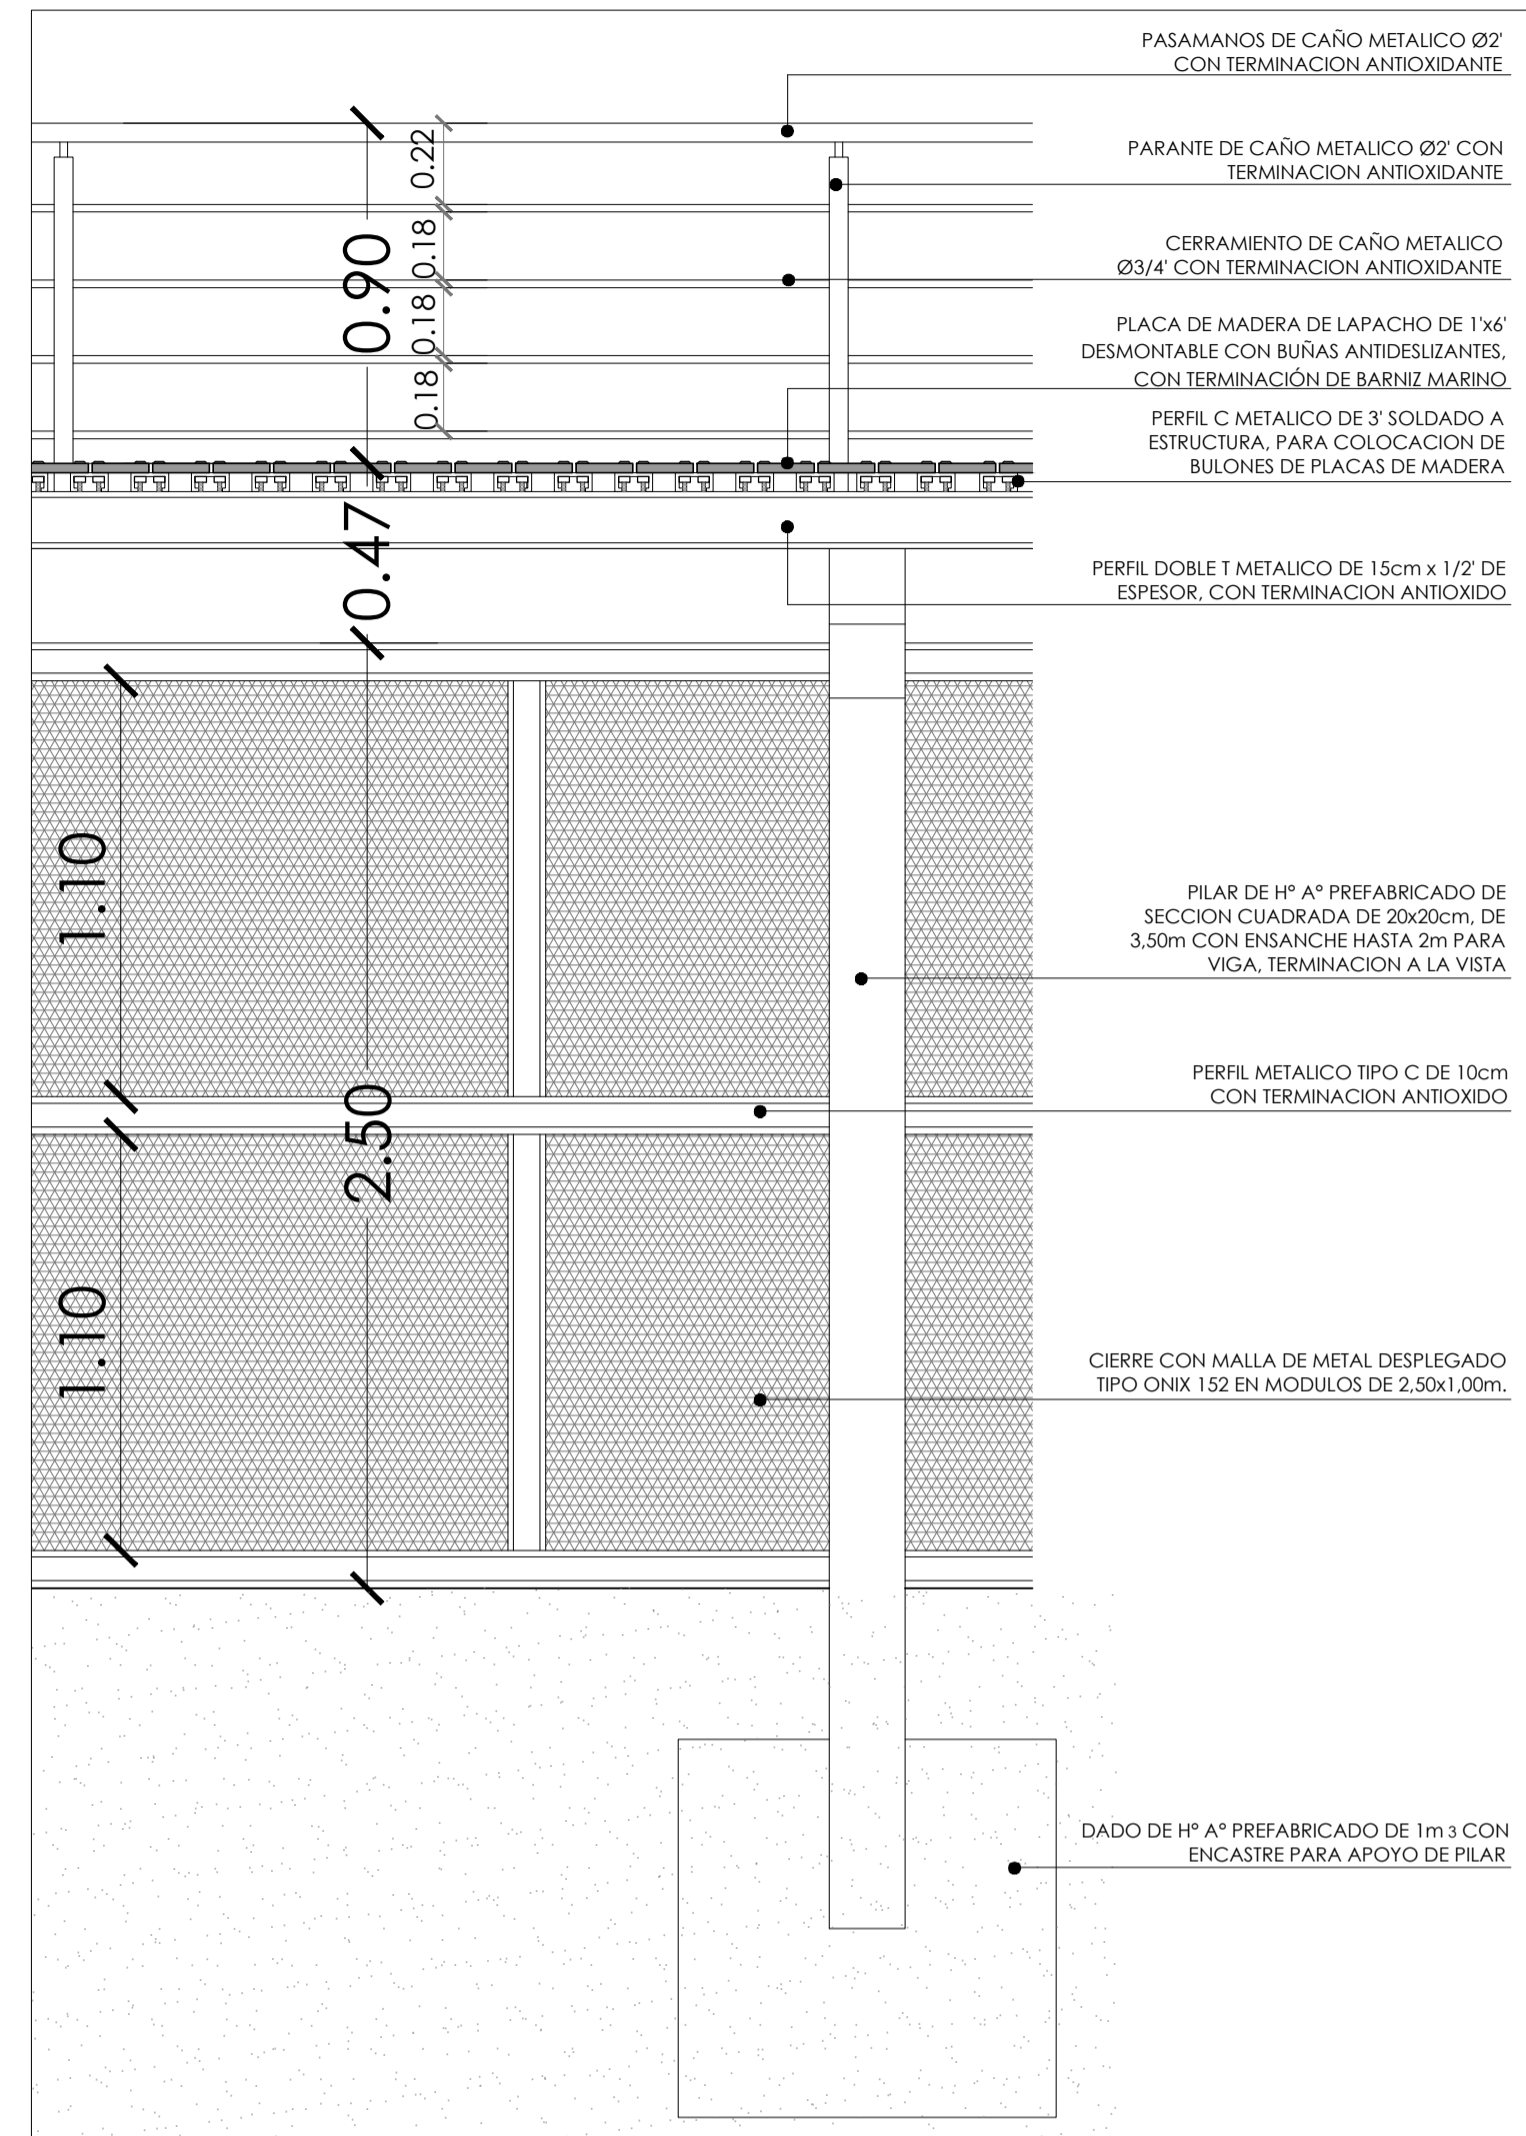 PASAMANOS DE CAÑO METALICO Ø2'
CON TERMINACION ANTIOXIDANTE
PARANTE DE CAÑO METALICO Ø2' CON
TERMINACION ANTIOXIDANTE
CERRAMIENTO DE CAÑO METALICO
Ø3/4' CON TERMINACION ANTIOXIDANTE
PLACA DE MADERA DE LAPACHO DE 1'x6'
DESMONTABLE CON BUÑAS ANTIDESLIZANTES,
CON TERMINACIÓN DE BARNIZ MARINO
PERFIL C METALICO DE 3' SOLDADO A
ESTRUCTURA, PARA COLOCACION DE
BULONES DE PLACAS DE MADERA
PERFIL DOBLE T METALICO DE 15cm x 1/2' DE
ESPESOR, CON TERMINACION ANTIOXIDO
PILAR DE Hº Aº PREFABRICADO DE
SECCION CUADRADA DE 20x20cm, DE
3,50m CON ENSANCHE HASTA 2m PARA
VIGA, TERMINACION A LA VISTA
PERFIL METALICO TIPO C DE 10cm
CON TERMINACION ANTIOXIDO
CIERRE CON MALLA DE METAL DESPLEGADO
TIPO ONIX 152 EN MODULOS DE 2,50x1,00m.
DADO DE Hº Aº PREFABRICADO DE 1m 3 CON
ENCASTRE PARA APOYO DE PILAR
0.22
0.18
0.18
0.18
0.90
0.47
2.50
1.10
1.10